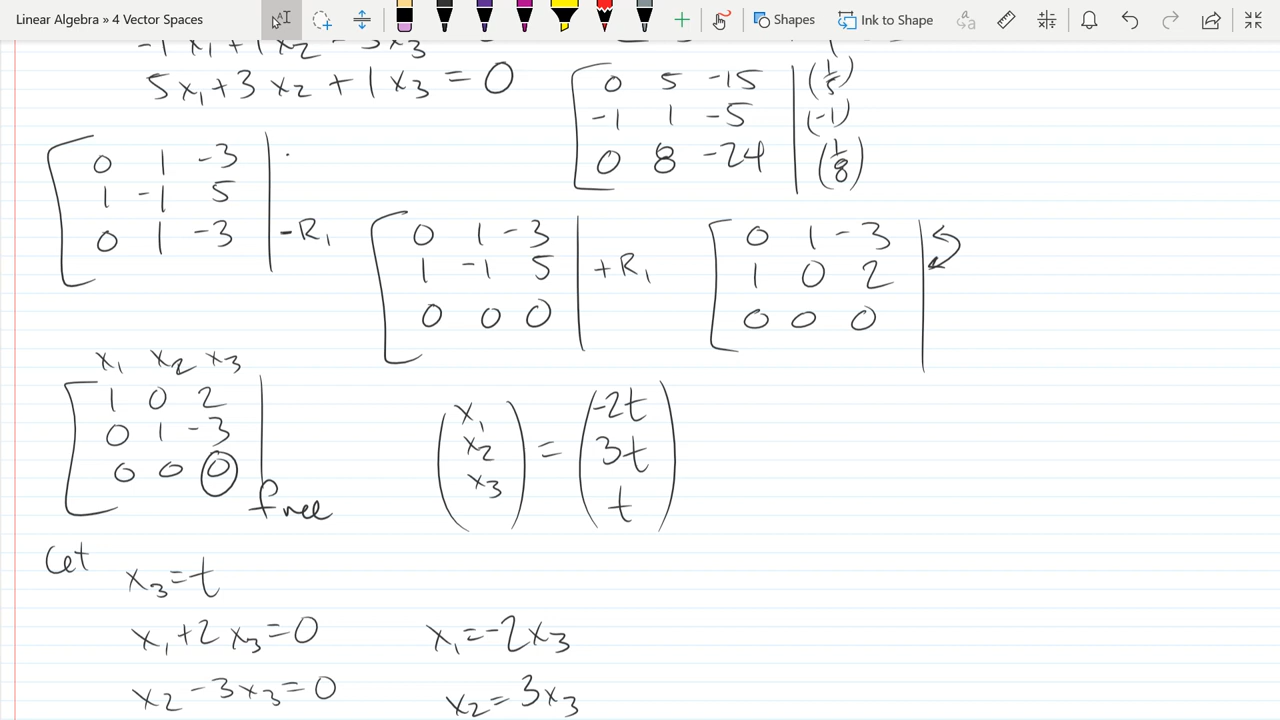 Linear Algebra » 4 Vector Spaces
Shapes
Ink to Shape
5x₁+3x₂+1x₃=0
0 5 -15 (1/5)
-1 1 -5 (-1)
0 8 -24 (1/8)
0 1 -3
1 -1 5
0 1 -3 -R₁
0 1 -3
1 -1 5 +R₁
0 0 0
0 1 -3
1 0 2
0 0 0
x₁ x₂ x₃
1 0 2
0 1 -3
0 0 0
free
x₁ = -2t
x₂ = 3t
x₃ = t
Let
x₃=t
x₁+2x₃=0 x₁=-2x₃
x₂-3x₃=0 x₂=3x₃